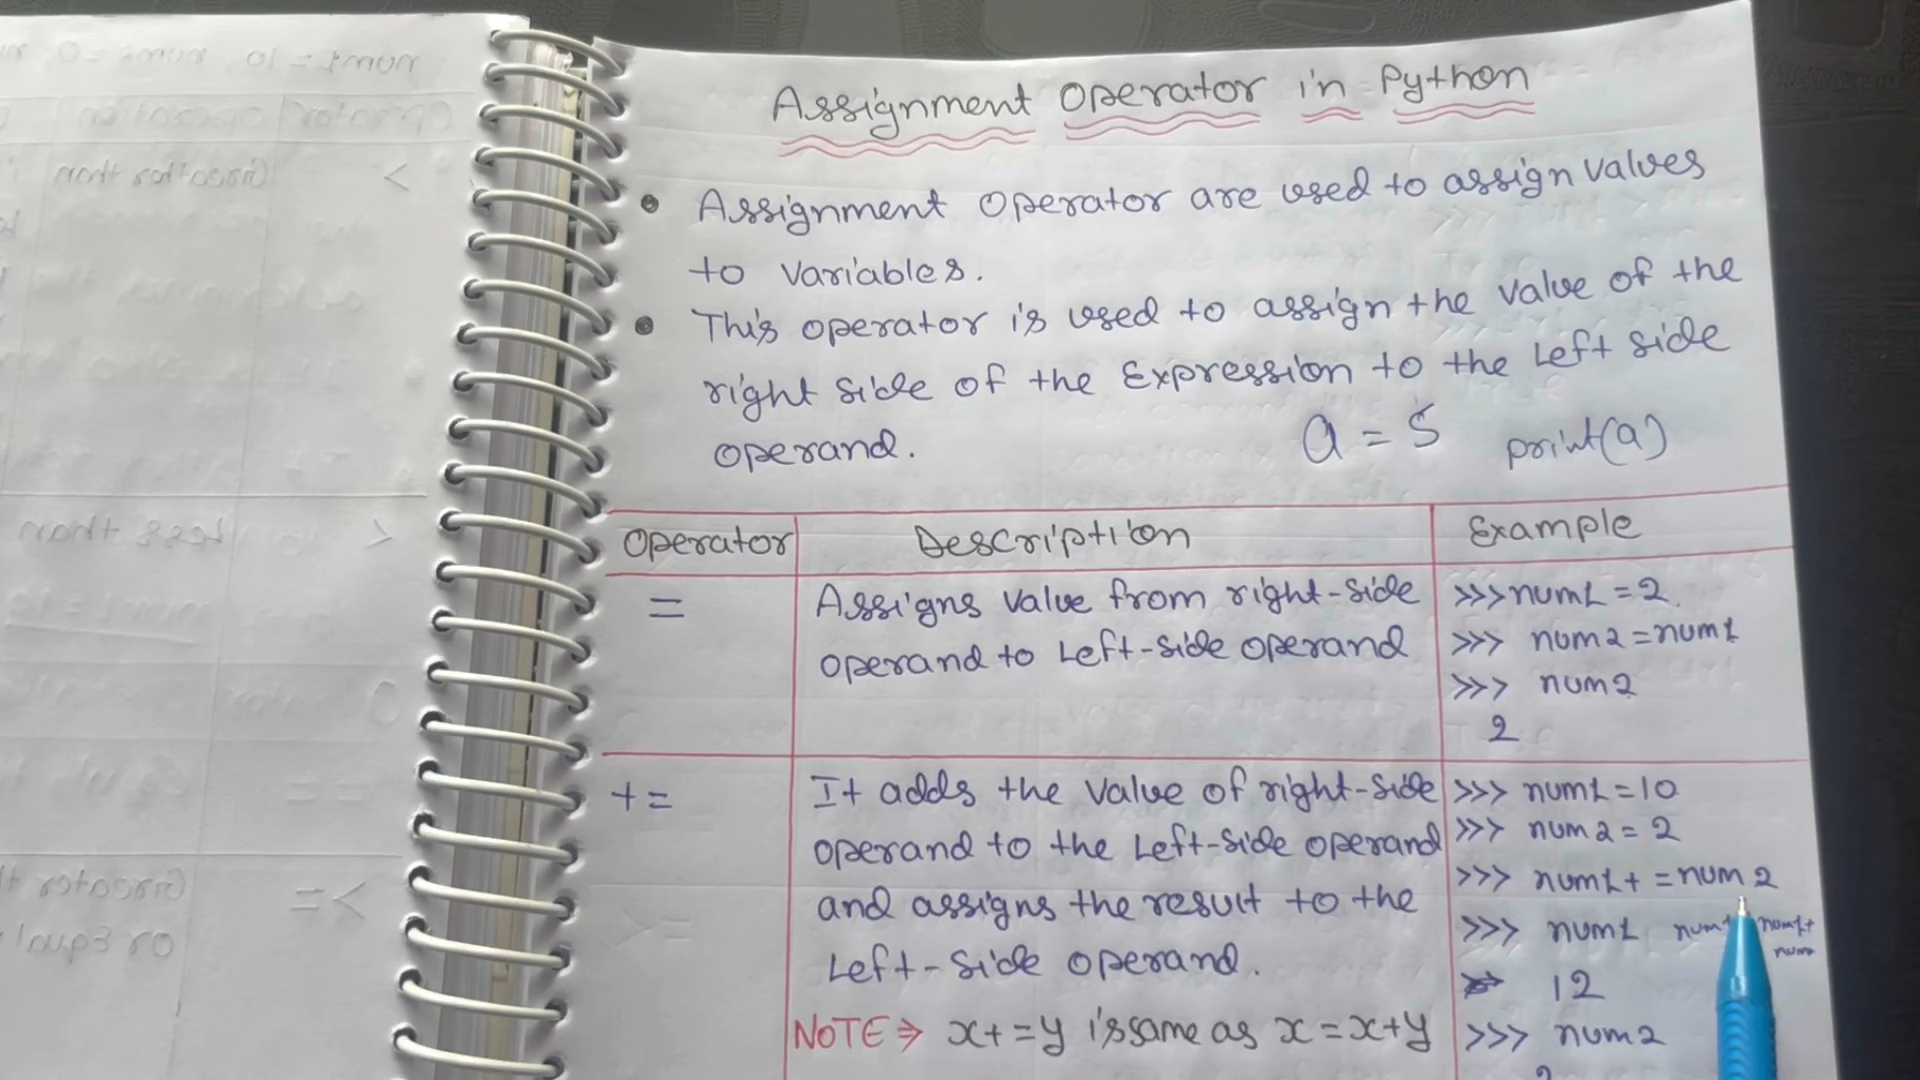 Assignment Operator in Python
• Assignment Operator are used to assign values
to variables.
• This operator is used to assign the value of the
right side of the Expression to the Left side
operand.
a = 5 print(a)
Operator Description Example
= Assigns value from right-side >>> num1 = 2
operand to Left-side operand >>> num2 = num1
>>> num2
2
+= It adds the value of right-side >>> num1 = 10
operand to the Left-side operand >>> num2 = 2
and assigns the result to the >>> num1+ = num2
Left-side operand. >>> num1
12
NOTE ⇒ x+=y is same as x=x+y >>> num2